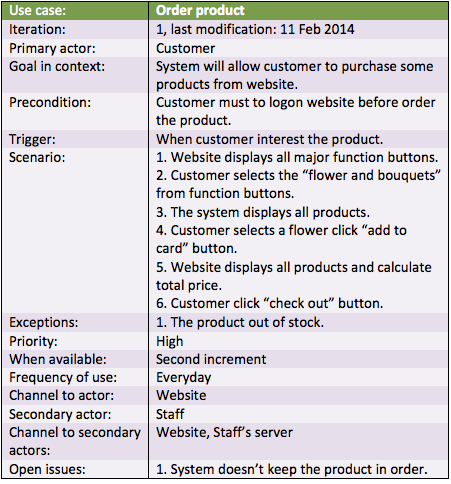 Use case: Order product
Iteration: 1, last modification: 11 Feb 2014
Primary actor: Customer
Goal in context: System will allow customer to purchase some
products from website.
Precondition: Customer must to logon website before order
the product.
Trigger: When customer interest the product.
Scenario: 1. Website displays all major function buttons.
2. Customer selects the “flower and bouquets”
from function buttons.
3. The system displays all products.
4. Customer selects a flower click “add to
card” button.
5. Website displays all products and calculate
total price.
6. Customer click “check out” button.
Exceptions: 1. The product out of stock.
Priority: High
When available: Second increment
Frequency of use: Everyday
Channel to actor: Website
Secondary actor: Staff
Channel to secondary Website, Staff’s server
actors:
Open issues: 1. System doesn’t keep the product in order.